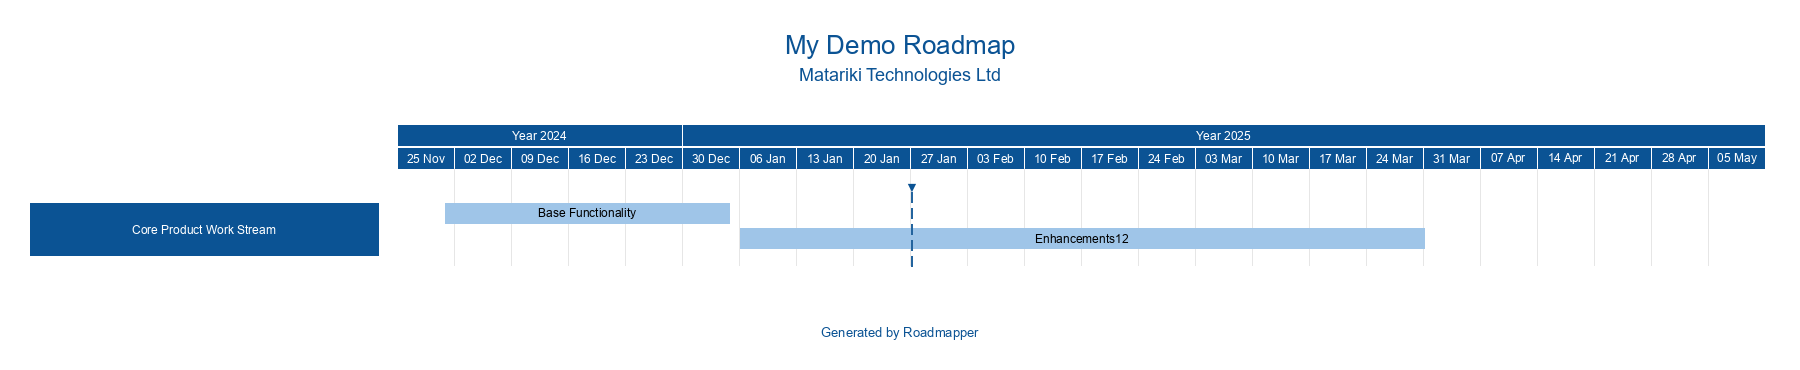 My Demo Roadmap
Matariki Technologies Ltd
Year 2024 Year 2025
25 Nov 02 Dec 09 Dec 16 Dec 23 Dec 30 Dec 06 Jan 13 Jan 20 Jan 27 Jan 03 Feb 10 Feb 17 Feb 24 Feb 03 Mar 10 Mar 17 Mar 24 Mar 31 Mar 07 Apr 14 Apr 21 Apr 28 Apr 05 May
Base Functionality
Core Product Work Stream
Enhancements12
Generated by Roadmapper